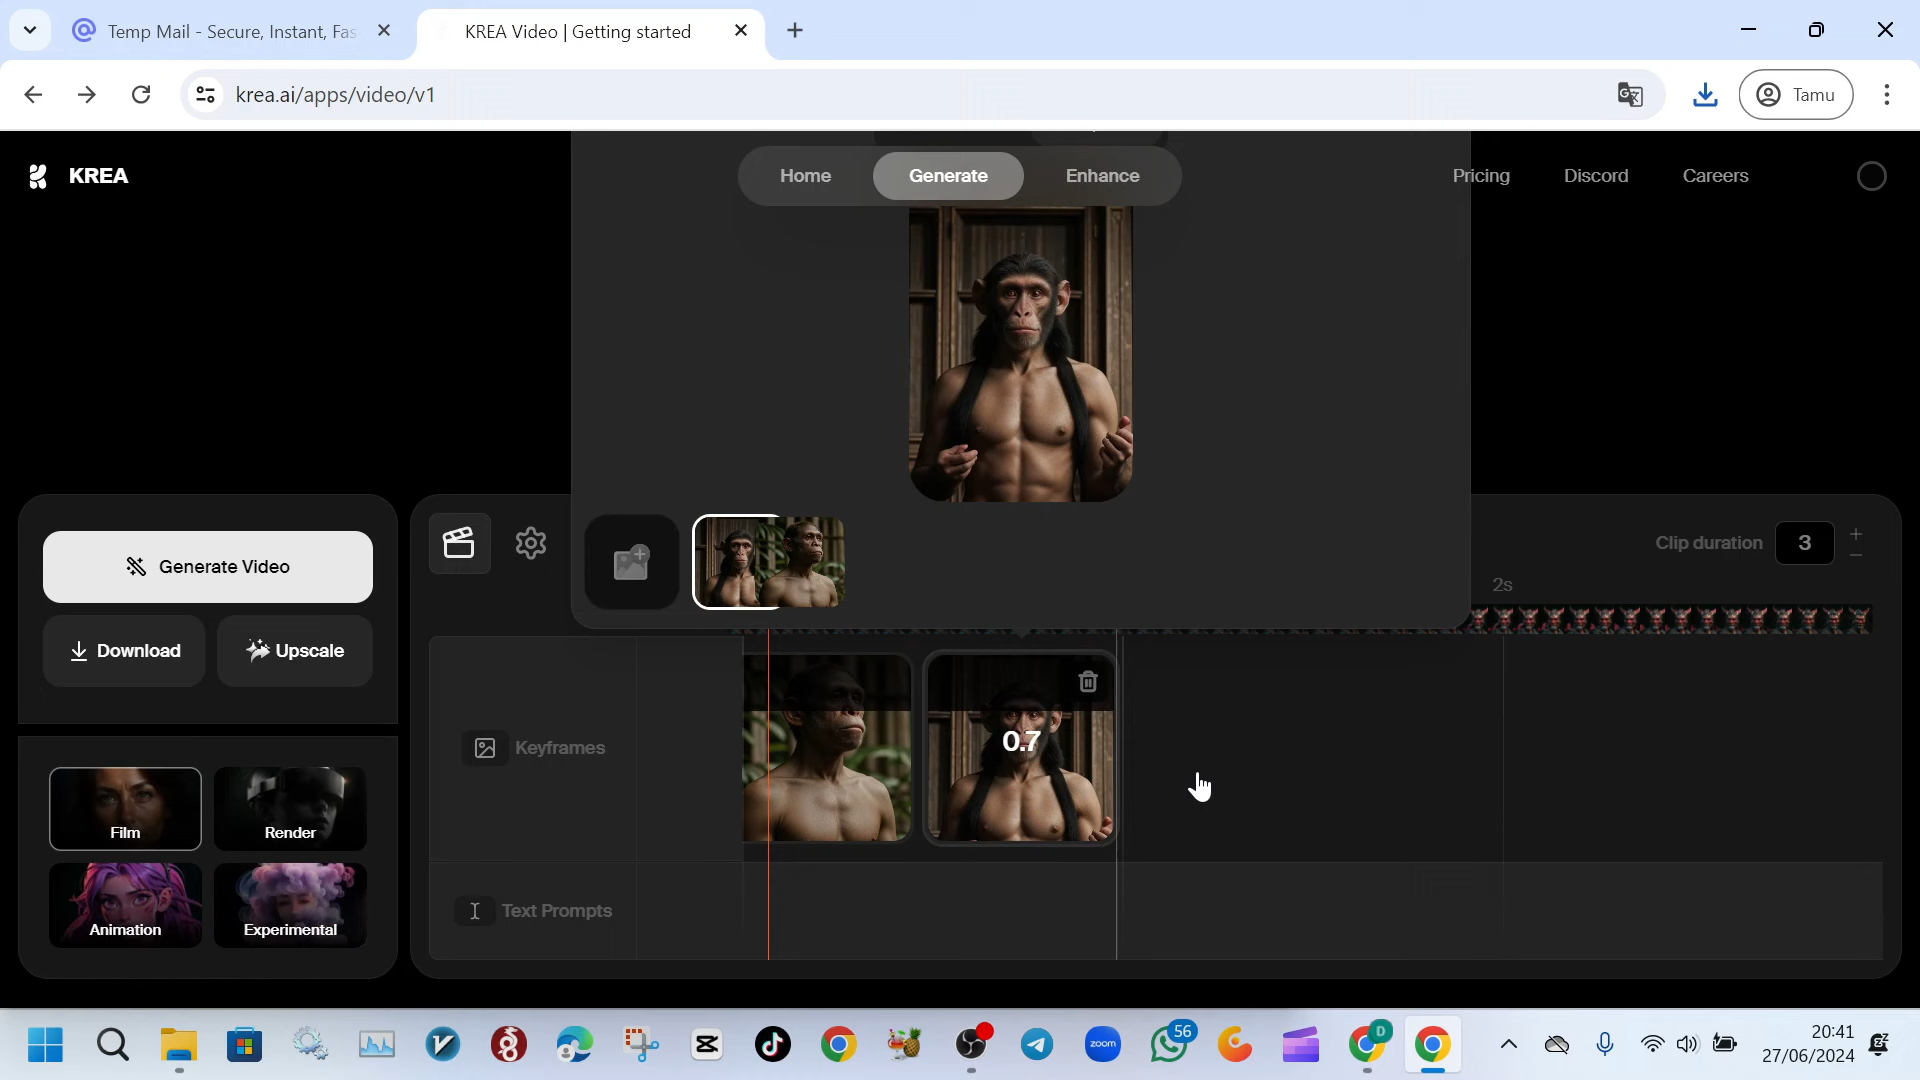 Temp Mail - Secure, Instant, Fas
KREA Video | Getting started
krea.ai/apps/video/v1
Tamu
KREA
Home
Generate
Enhance
Pricing
Discord
Careers
Generate Video
Download
Upscale
Clip duration
3
2s
Keyframes
0.7
Text Prompts
Film
Render
Animation
Experimental
zoom
56
D
20:41
27/06/2024